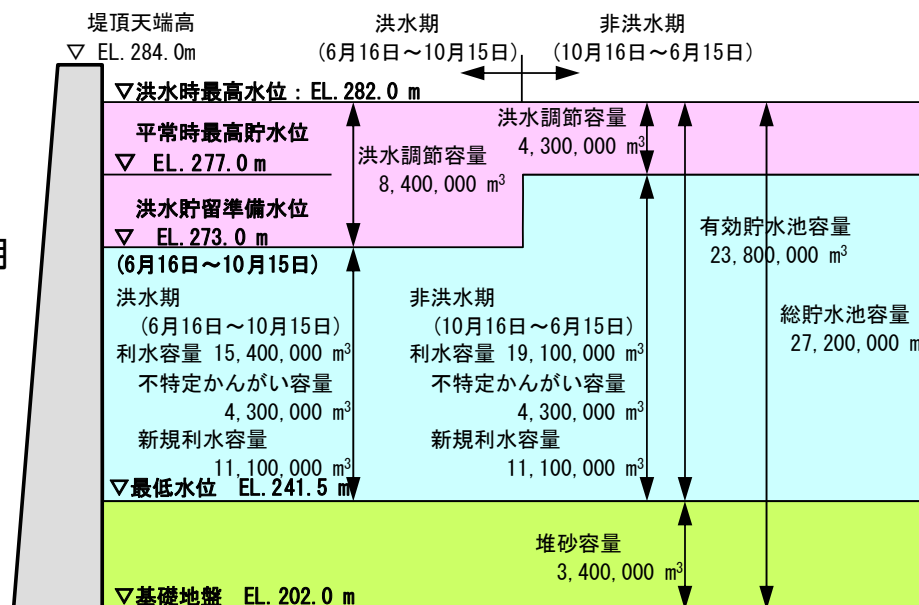 堤頂天端高
▽ EL.284.0m
洪水期
(6月16日～10月15日)
非洪水期
(10月16日～6月15日)
▽洪水時最高水位：EL.282.0 m
平常時最高貯水位
▽ EL.277.0 m
洪水調節容量
8,400,000 m³
洪水調節容量
4,300,000 m³
洪水貯留準備水位
▽ EL.273.0 m
(6月16日～10月15日)
有効貯水池容量
23,800,000 m³
総貯水池容量
27,200,000 m
洪水期
(6月16日～10月15日)
利水容量 15,400,000 m³
不特定かんがい容量
4,300,000 m³
新規利水容量
11,100,000 m³
非洪水期
(10月16日～6月15日)
利水容量 19,100,000 m³
不特定かんがい容量
4,300,000 m³
新規利水容量
11,100,000 m³
▽最低水位 EL.241.5 m
堆砂容量
3,400,000 m³
▽基礎地盤 EL.202.0 m